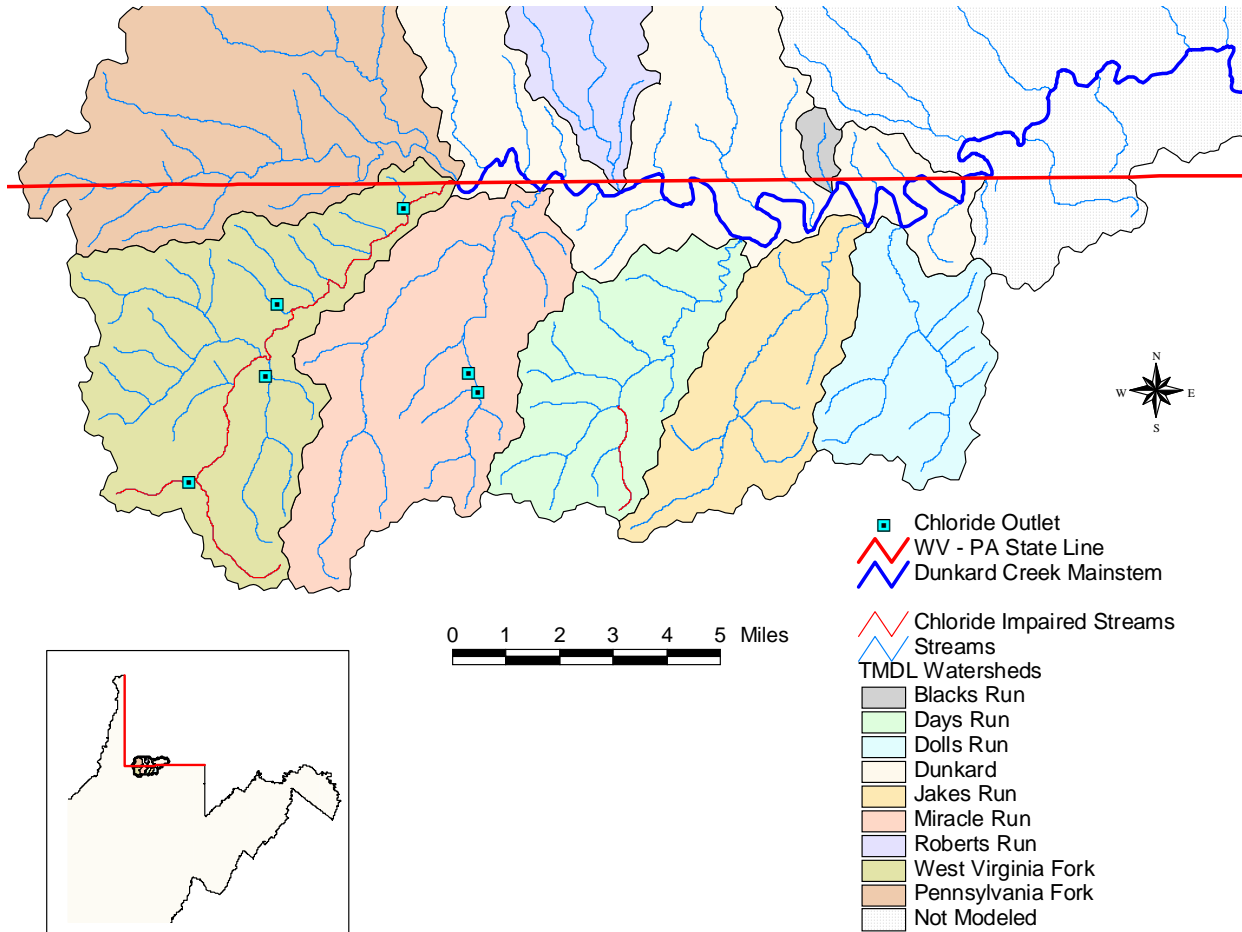 N
W
E
S
Chloride Outlet
WV - PA State Line
Dunkard Creek Mainstem
Chloride Impaired Streams
Streams
TMDL Watersheds
Blacks Run
Days Run
Dolls Run
Dunkard
Jakes Run
Miracle Run
Roberts Run
West Virginia Fork
Pennsylvania Fork
Not Modeled
0 1 2 3 4 5 Miles